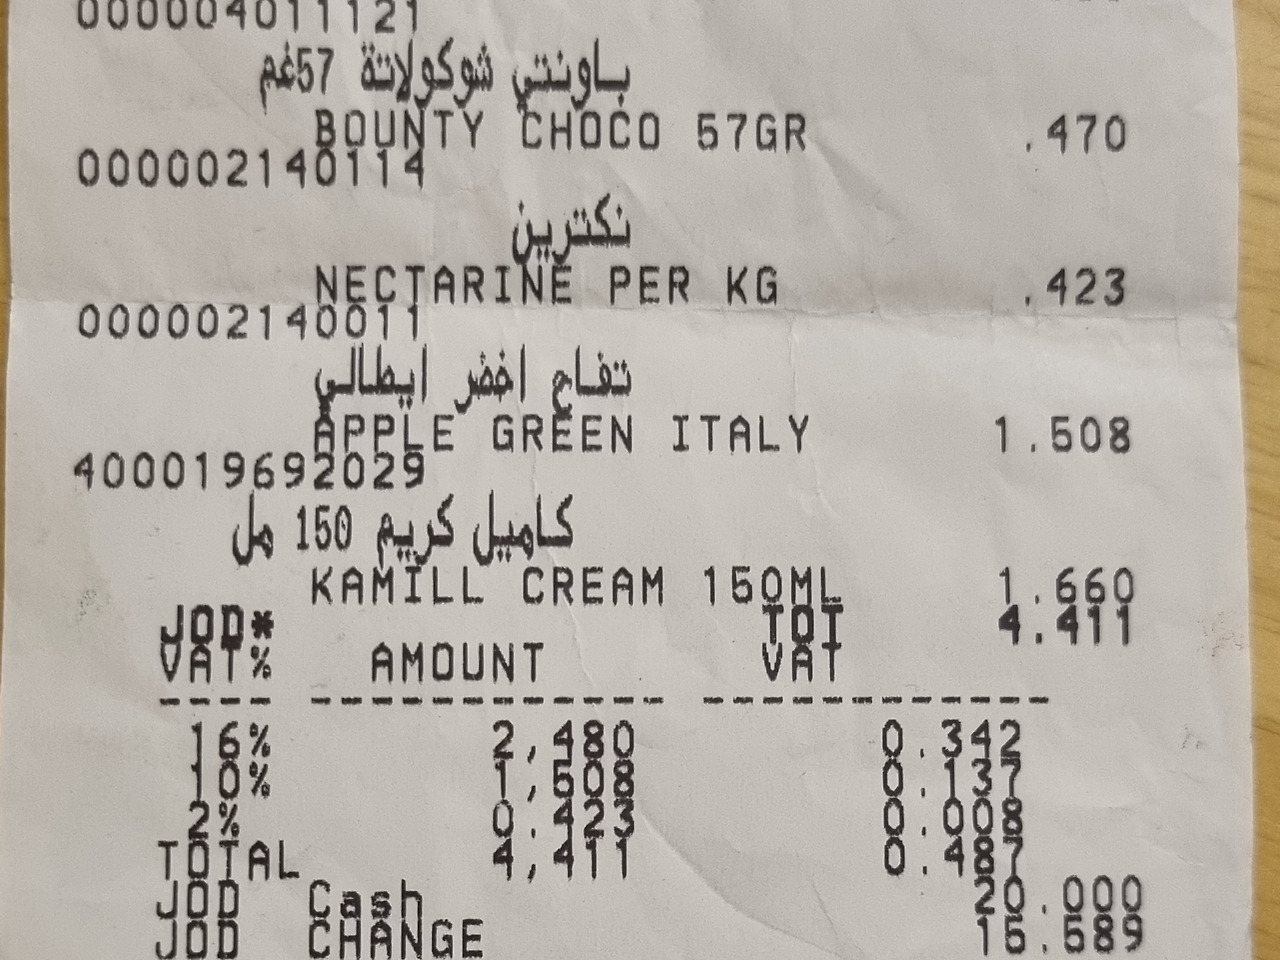 000004011121
باونتي شوكولاتة 57غم
BOUNTY CHOCO 57GR .470
000002140114
نكترين
NECTARINE PER KG .423
000002140011
تفاح اخضر ايطالي
APPLE GREEN ITALY 1.508
400019692029
كاميل كريم 150 مل
KAMILL CREAM 150ML 1.660
JOD* TOT 4.411
VAT% AMOUNT VAT
---- ---------- ----------
16% 2,480 0.342
10% 1,508 0.137
2% 0.423 0.008
TOTAL 4,411 0.487
JOD Cash 20.000
JOD CHANGE 15.589